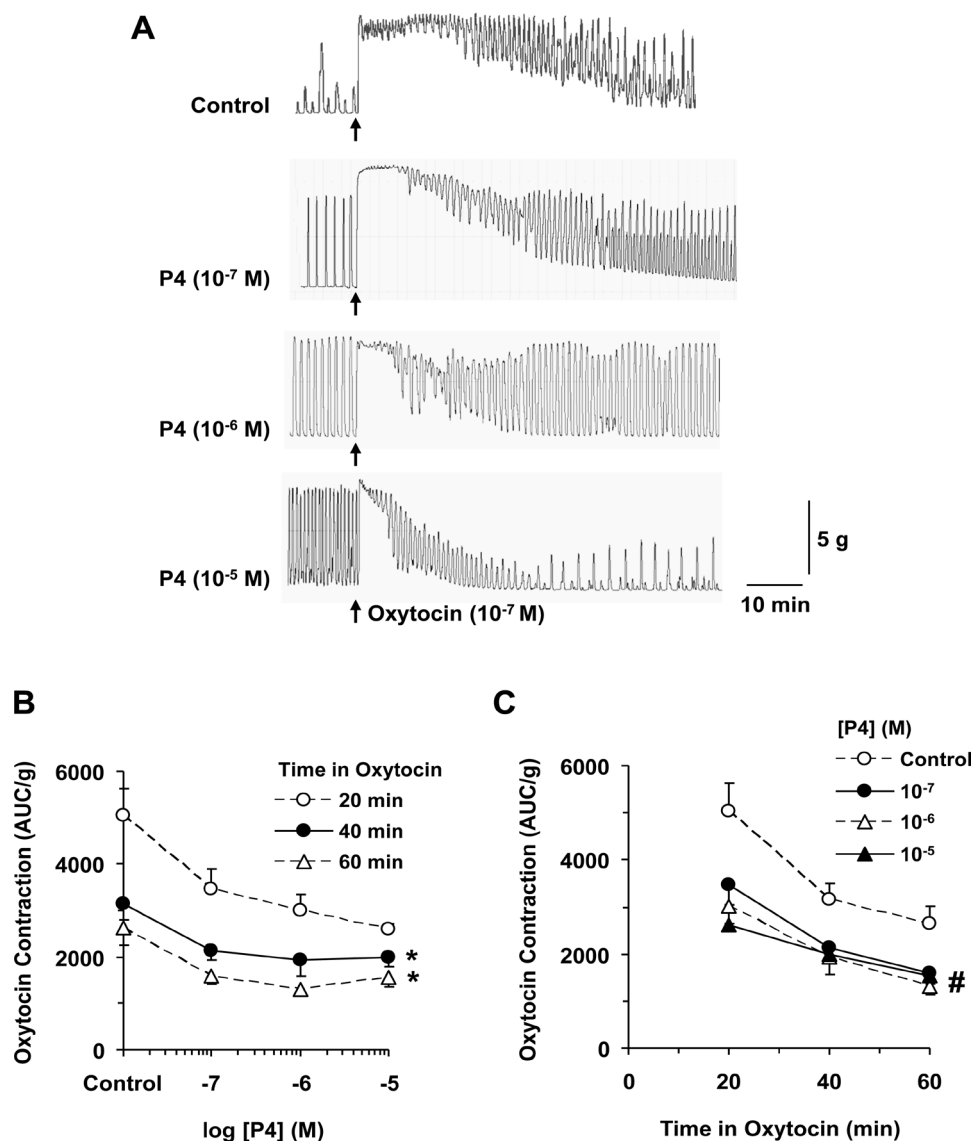 A
Control
P4 (10⁻⁷ M)
P4 (10⁻⁶ M)
P4 (10⁻⁵ M)
5 g
10 min
Oxytocin (10⁻⁷ M)
B
Oxytocin Contraction (AUC/g)
6000
4000
2000
0
Time in Oxytocin
20 min
40 min
60 min
*
*
Control
-7
-6
-5
log [P4] (M)
C
Oxytocin Contraction (AUC/g)
6000
4000
2000
0
[P4] (M)
Control
10⁻⁷
10⁻⁶
10⁻⁵
#
0
20
40
60
Time in Oxytocin (min)